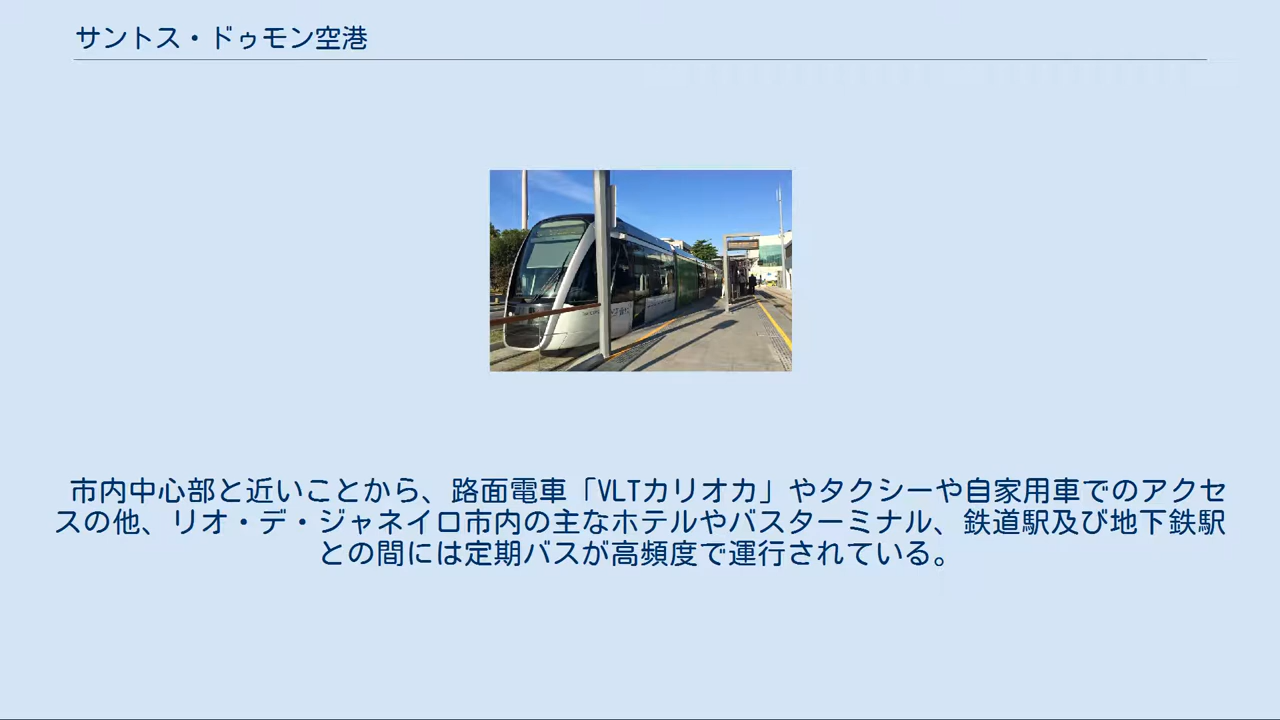 サントス・ドゥモン空港
市内中心部と近いことから、路面電車「VLTカリオカ」やタクシーや自家用車でのアクセ
スの他、リオ・デ・ジャネイロ市内の主なホテルやバスターミナル、鉄道駅及び地下鉄駅
との間には定期バスが高頻度で運行されている。